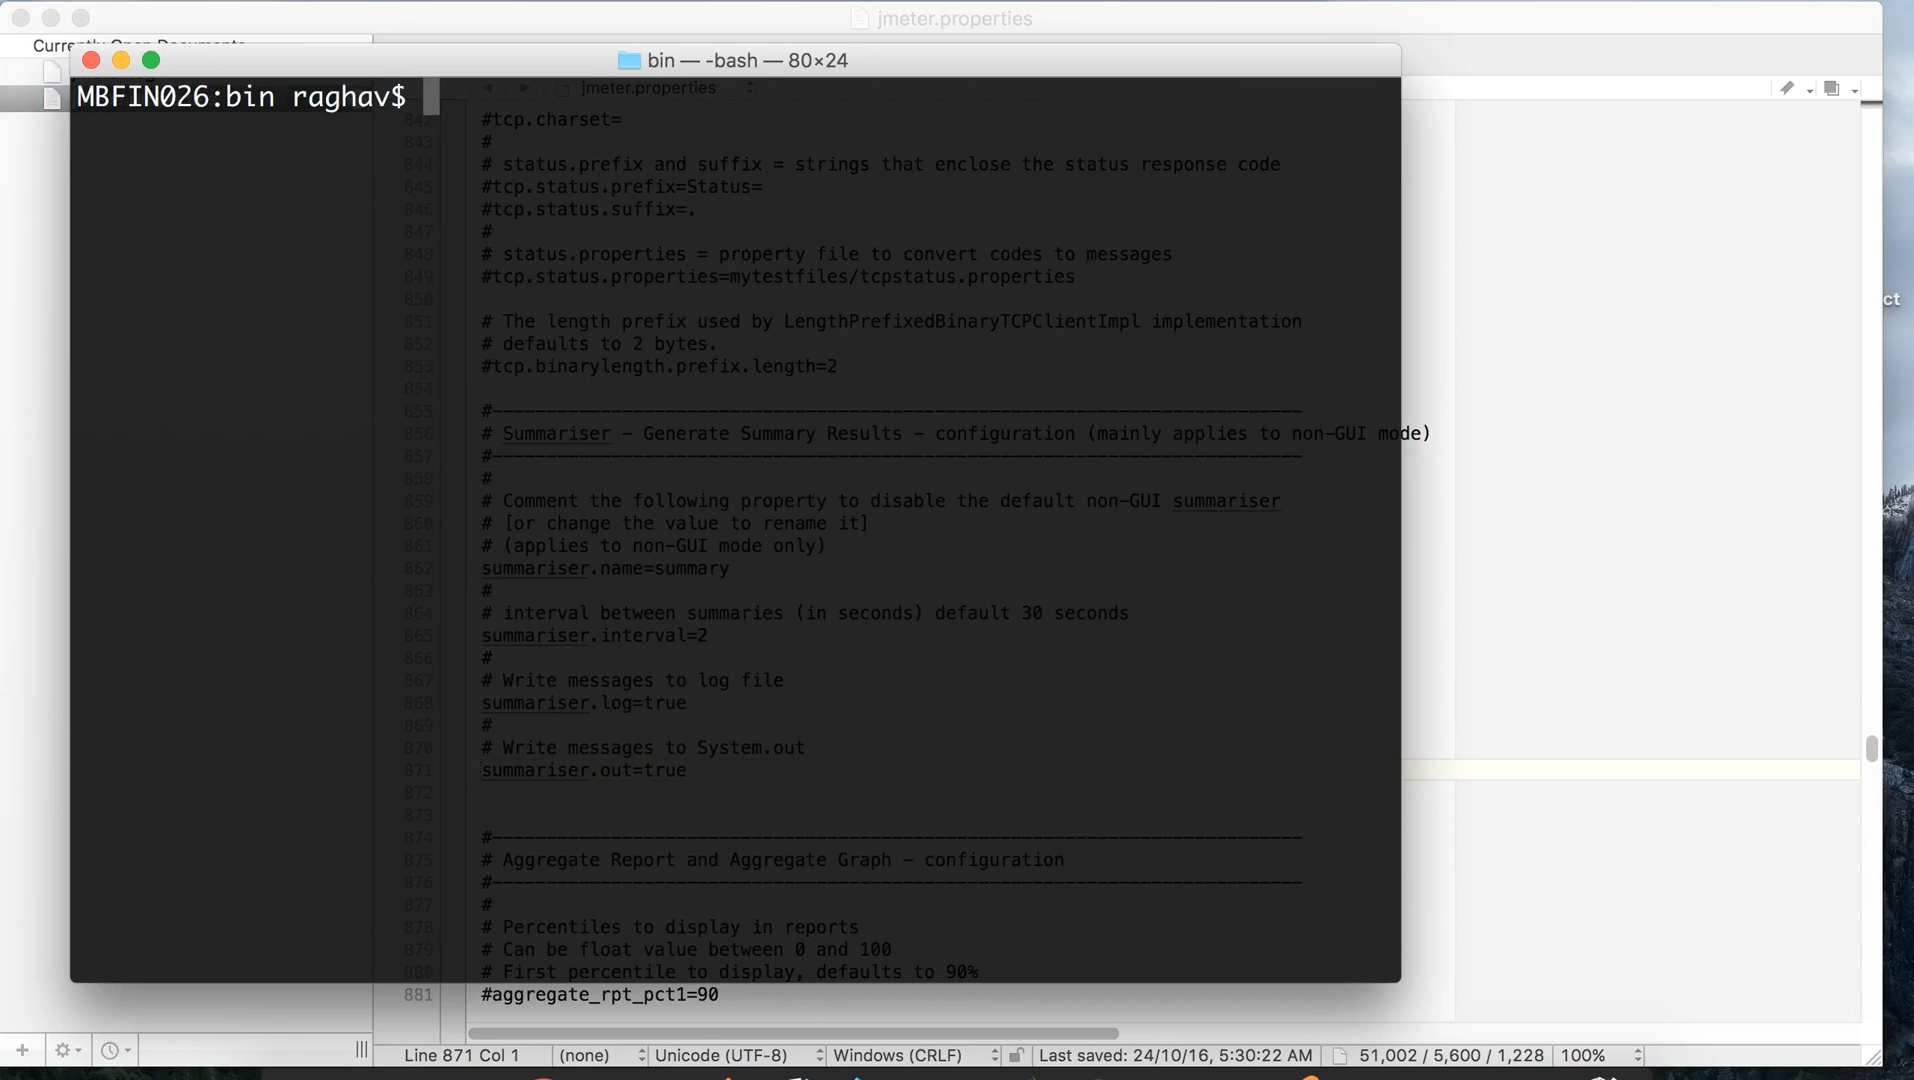 jmeter.properties
bin — -bash — 80×24
MBFIN026:bin raghav$
jmeter.properties
842 #tcp.charset=
843 #
844 # status.prefix and suffix = strings that enclose the status response code
845 #tcp.status.prefix=Status=
846 #tcp.status.suffix=.
847 #
848 # status.properties = property file to convert codes to messages
849 #tcp.status.properties=mytestfiles/tcpstatus.properties
850
851 # The length prefix used by LengthPrefixedBinaryTCPClientImpl implementation
852 # defaults to 2 bytes.
853 #tcp.binarylength.prefix.length=2
854
855 #---------------------------------------------------------------------------
856 # Summariser - Generate Summary Results - configuration (mainly applies to non-GUI mode)
857 #---------------------------------------------------------------------------
858 #
859 # Comment the following property to disable the default non-GUI summariser
860 # [or change the value to rename it]
861 # (applies to non-GUI mode only)
862 summariser.name=summary
863 #
864 # interval between summaries (in seconds) default 30 seconds
865 summariser.interval=2
866 #
867 # Write messages to log file
868 summariser.log=true
869 #
870 # Write messages to System.out
871 summariser.out=true
872
873
874 #---------------------------------------------------------------------------
875 # Aggregate Report and Aggregate Graph - configuration
876 #---------------------------------------------------------------------------
877 #
878 # Percentiles to display in reports
879 # Can be float value between 0 and 100
880 # First percentile to display, defaults to 90%
881 #aggregate_rpt_pct1=90
ct
Line 871 Col 1 (none) Unicode (UTF-8) Windows (CRLF) Last saved: 24/10/16, 5:30:22 AM 51,002 / 5,600 / 1,228 100%